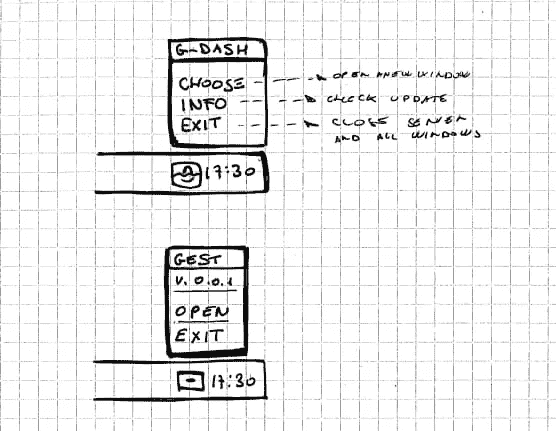 G-DASH
CHOOSE OPEN A NEW WINDOW
INFO CHECK UPDATE
EXIT CLOSE SERVER
AND ALL WINDOWS
17:30
GEST
V. 0.0.1
OPEN
EXIT
17:30